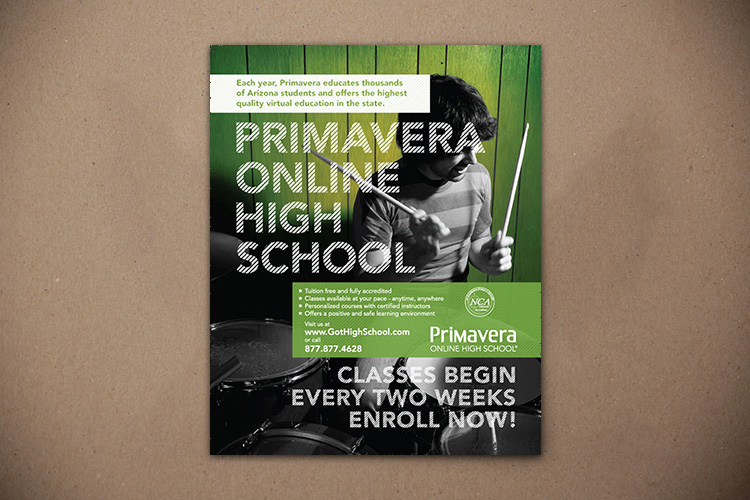 Each year, Primavera educates thousands
of Arizona students and offers the highest
quality virtual education in the state.
PRIMAVERA
ONLINE
HIGH
SCHOOL
• Tuition free and fully accredited
• Classes available at your pace - anytime, anywhere
• Personalized courses with certified instructors
• Offers a positive and safe learning environment
Visit us at
www.GotHighSchool.com
or call
877.877.4628
NCA
Primavera
ONLINE HIGH SCHOOL®
CLASSES BEGIN
EVERY TWO WEEKS
ENROLL NOW!